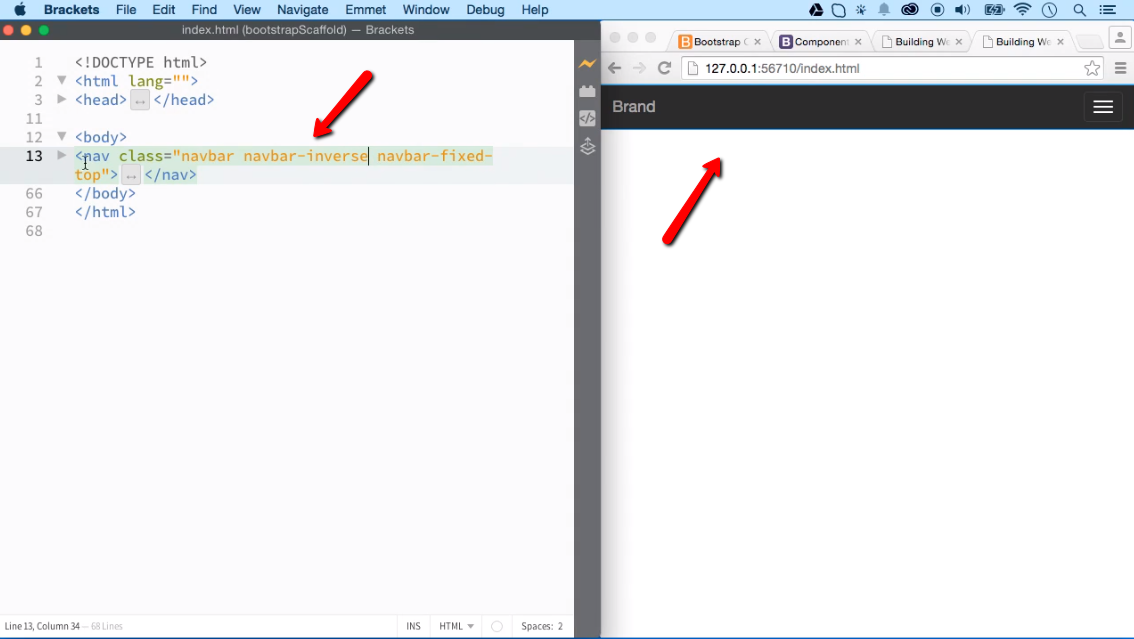 Brackets File Edit Find View Navigate Emmet Window Debug Help
index.html (bootstrapScaffold) — Brackets
1 <!DOCTYPE html>
2 <html lang="">
3 <head> </head>
11
12 <body>
13 <nav class="navbar navbar-inverse navbar-fixed-
top"> </nav>
66 </body>
67 </html>
68
Line 13, Column 34 — 68 Lines
INS HTML Spaces: 2
Bootstrap Component Building We Building We
127.0.0.1:56710/index.html
Brand